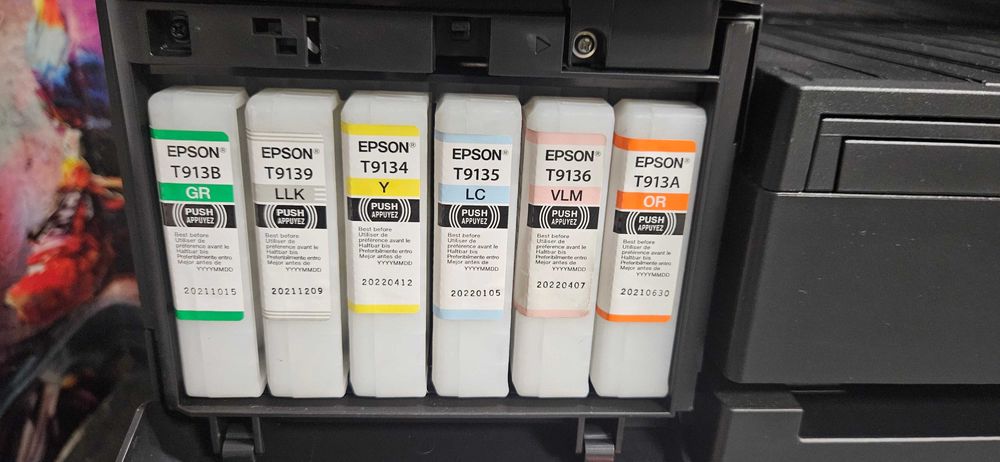 EPSON®
T913B
GR
PUSH
APPUYEZ
Best before
Utiliser de
préférence avant le
Haltbar bis
Preferiblmente entro
Mejor antes de
YYYYMMDD
20211015
EPSON®
T9139
LLK
PUSH
APPUYEZ
Best before
Utiliser de
préférence avant le
Haltbar bis
Preferibilmente entro
Mejor antes de
YYYYMMDD
20211209
EPSON®
T9134
Y
PUSH
APPUYEZ
Best before
Utiliser de
préférence avant le
Haltbar bis
Preferibilmente entro
Mejor antes de
YYYYMMDD
20220412
EPSON®
T9135
LC
PUSH
APPUYEZ
Best before
Utiliser de
préférence avant le
Haltbar bis
Preferibilmente entro
Mejor antes de
YYYYMMDD
20220105
EPSON®
T9136
VLM
PUSH
APPUYEZ
Best before
Utiliser de
préférence avant le
Haltbar bis
Preferibilmente entro
Mejor antes de
YYYYMMDD
20220407
EPSON®
T913A
OR
PUSH
APPUYEZ
Best before
Utiliser de
préférence avant le
Haltbar bis
Preferibilmente entro
Mejor antes de
YYYYMMDD
20210630